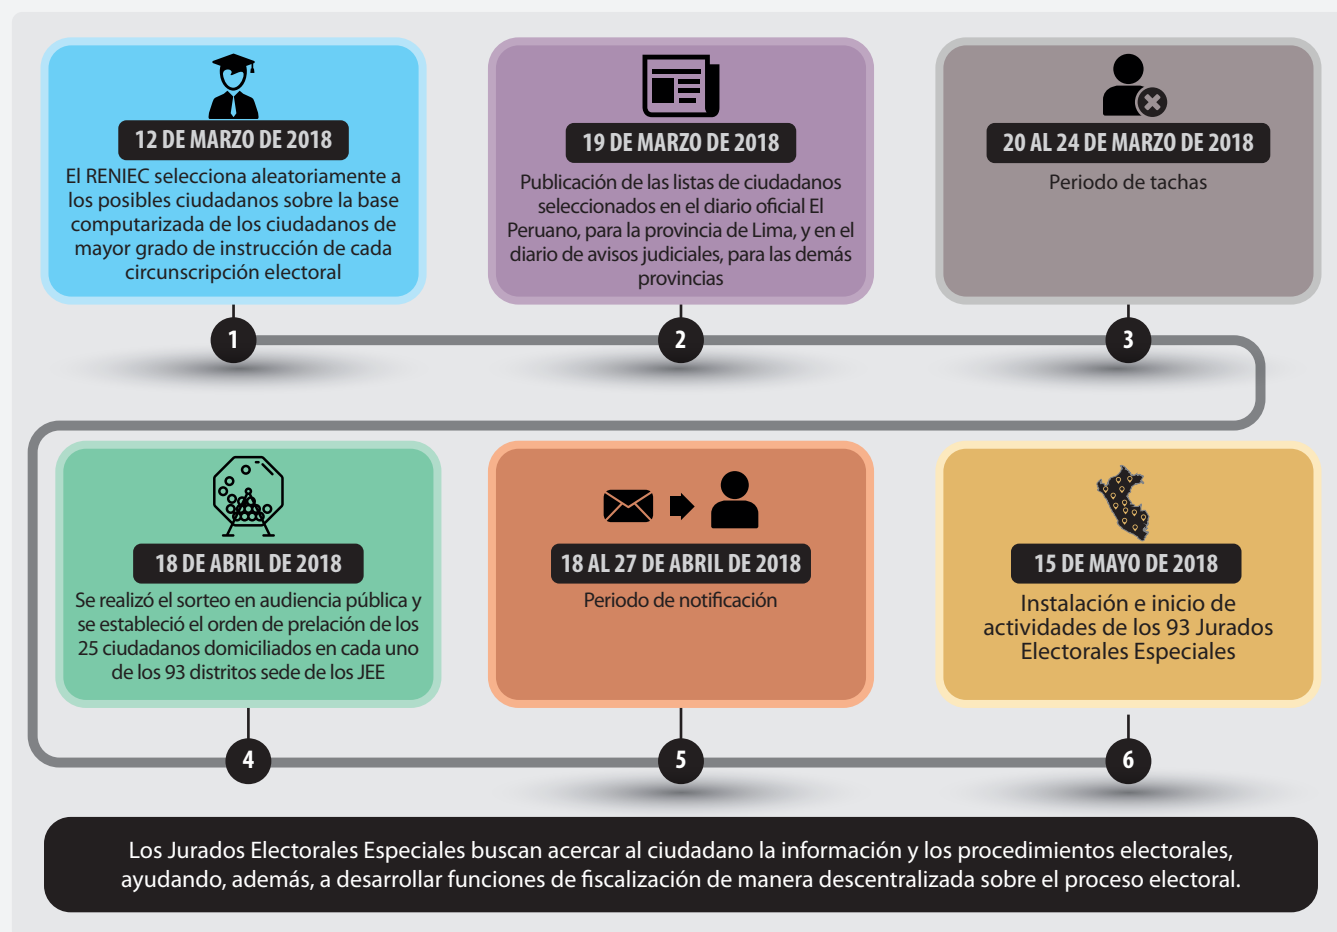 12 DE MARZO DE 2018
El RENIEC selecciona aleatoriamente a
los posibles ciudadanos sobre la base
computarizada de los ciudadanos de
mayor grado de instrucción de cada
circunscripción electoral
1
19 DE MARZO DE 2018
Publicación de las listas de ciudadanos
seleccionados en el diario oficial El
Peruano, para la provincia de Lima, y en el
diario de avisos judiciales, para las demás
provincias
2
20 AL 24 DE MARZO DE 2018
Periodo de tachas
3
18 DE ABRIL DE 2018
Se realizó el sorteo en audiencia pública y
se estableció el orden de prelación de los
25 ciudadanos domiciliados en cada uno
de los 93 distritos sede de los JEE
4
18 AL 27 DE ABRIL DE 2018
Periodo de notificación
5
15 DE MAYO DE 2018
Instalación e inicio de
actividades de los 93 Jurados
Electorales Especiales
6
Los Jurados Electorales Especiales buscan acercar al ciudadano la información y los procedimientos electorales,
ayudando, además, a desarrollar funciones de fiscalización de manera descentralizada sobre el proceso electoral.